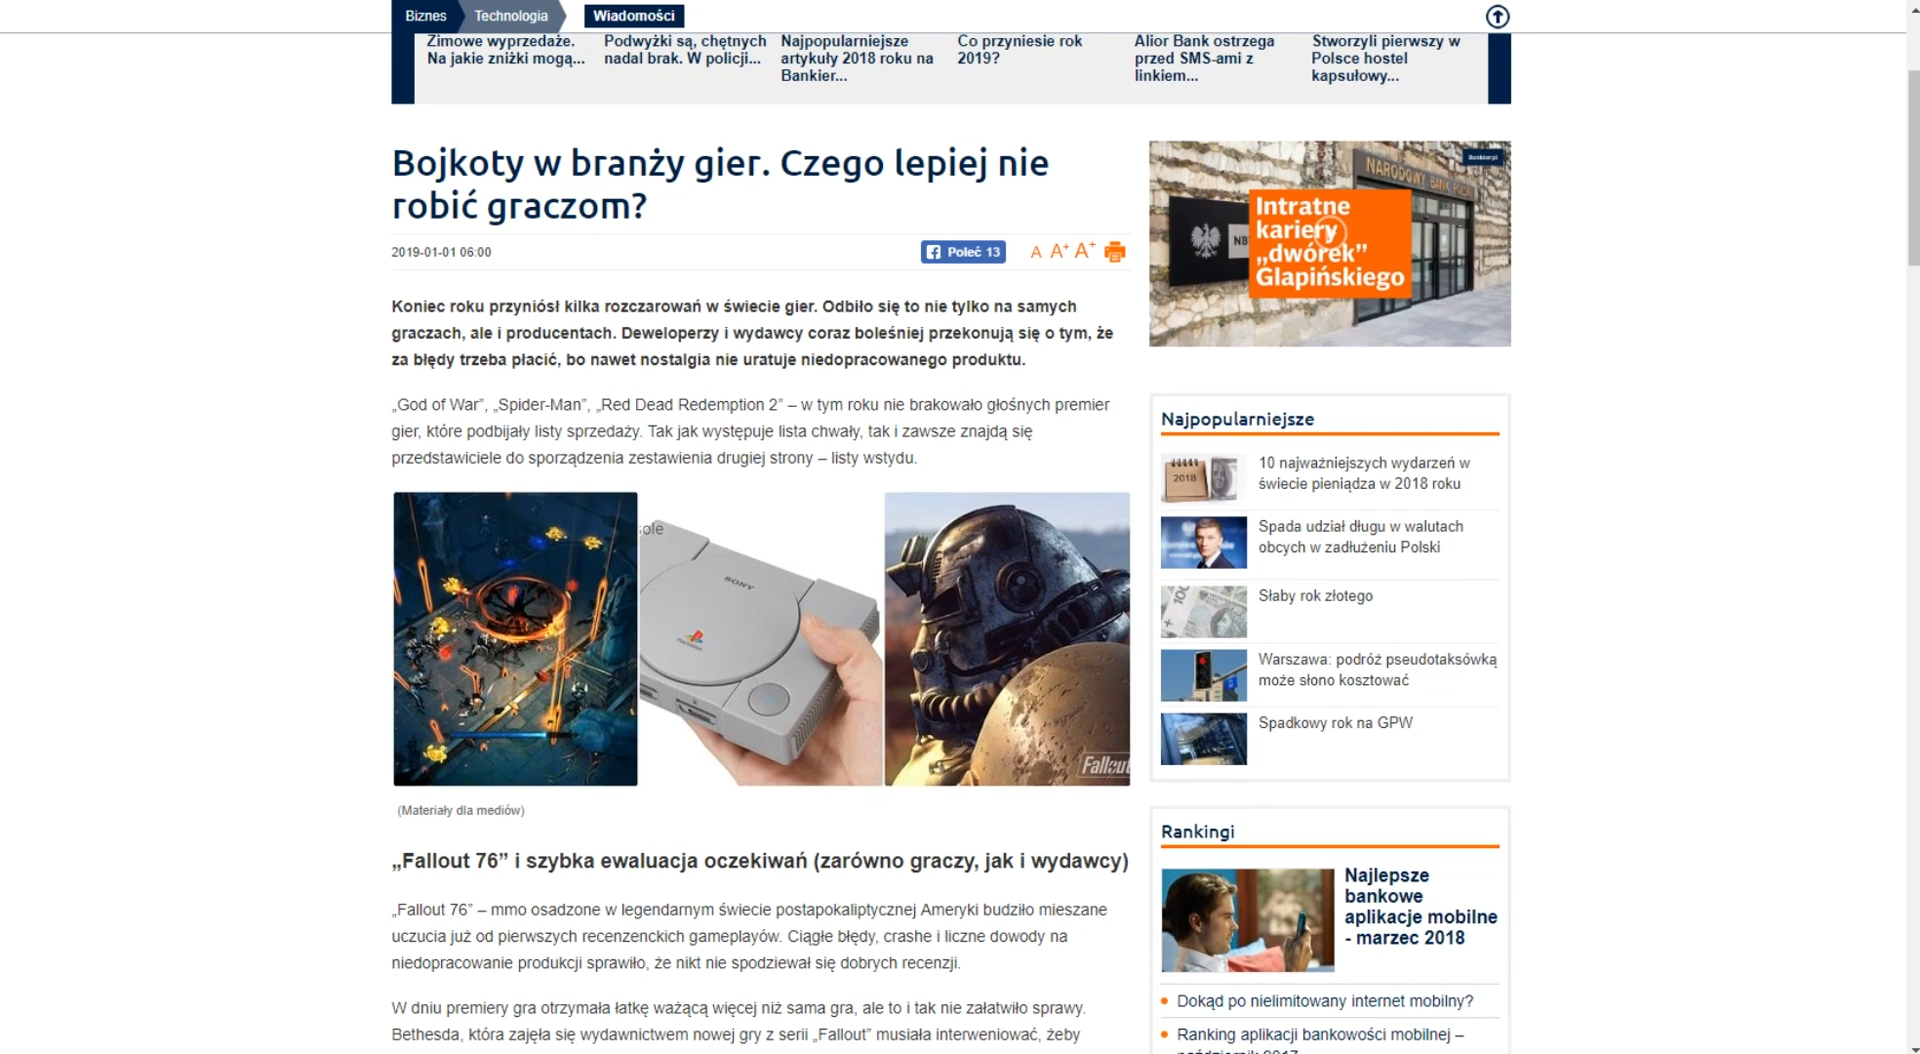 Biznes
Technologia
Wiadomości
Zimowe wyprzedaże.
Na jakie zniżki mogą...
Podwyżki są, chętnych
nadal brak. W policji...
Najpopularniejsze
artykuły 2018 roku na
Bankier...
Co przyniesie rok
2019?
Alior Bank ostrzega
przed SMS-ami z
linkiem...
Stworzyli pierwszy w
Polsce hostel
kapsułowy...
Bojkoty w branży gier. Czego lepiej nie
robić graczom?
2019-01-01 06:00
Poleć 13
A A+ A+
Koniec roku przyniósł kilka rozczarowań w świecie gier. Odbiło się to nie tylko na samych
graczach, ale i producentach. Deweloperzy i wydawcy coraz boleśniej przekonują się o tym, że
za błędy trzeba płacić, bo nawet nostalgia nie uratuje niedopracowanego produktu.
„God of War”, „Spider-Man”, „Red Dead Redemption 2” – w tym roku nie brakowało głośnych premier
gier, które podbijały listy sprzedaży. Tak jak występuje lista chwały, tak i zawsze znajdą się
przedstawiciele do sporządzenia zestawienia drugiej strony – listy wstydu.
sole
SONY
PlayStation
Fallout
(Materiały dla mediów)
„Fallout 76” i szybka ewaluacja oczekiwań (zarówno graczy, jak i wydawcy)
„Fallout 76” – mmo osadzone w legendarnym świecie postapokaliptycznej Ameryki budziło mieszane
uczucia już od pierwszych recenzenckich gameplayów. Ciągłe błędy, crashe i liczne dowody na
niedopracowanie produkcji sprawiło, że nikt nie spodziewał się dobrych recenzji.
W dniu premiery gra otrzymała łatkę ważącą więcej niż sama gra, ale to i tak nie załatwiło sprawy.
Bethesda, która zajęła się wydawnictwem nowej gry z serii „Fallout” musiała interweniować, żeby
NARODOWY BANK POLSKI
Bankier.pl
NB
Intratne
kariery
„dwórek”
Glapińskiego
Najpopularniejsze
2018
10 najważniejszych wydarzeń w
świecie pieniądza w 2018 roku
Spada udział długu w walutach
obcych w zadłużeniu Polski
100
Słaby rok złotego
Warszawa: podróż pseudotaksówką
może słono kosztować
Spadkowy rok na GPW
Rankingi
Najlepsze
bankowe
aplikacje mobilne
- marzec 2018
Dokąd po nielimitowany internet mobilny?
Ranking aplikacji bankowości mobilnej –
październik 2017